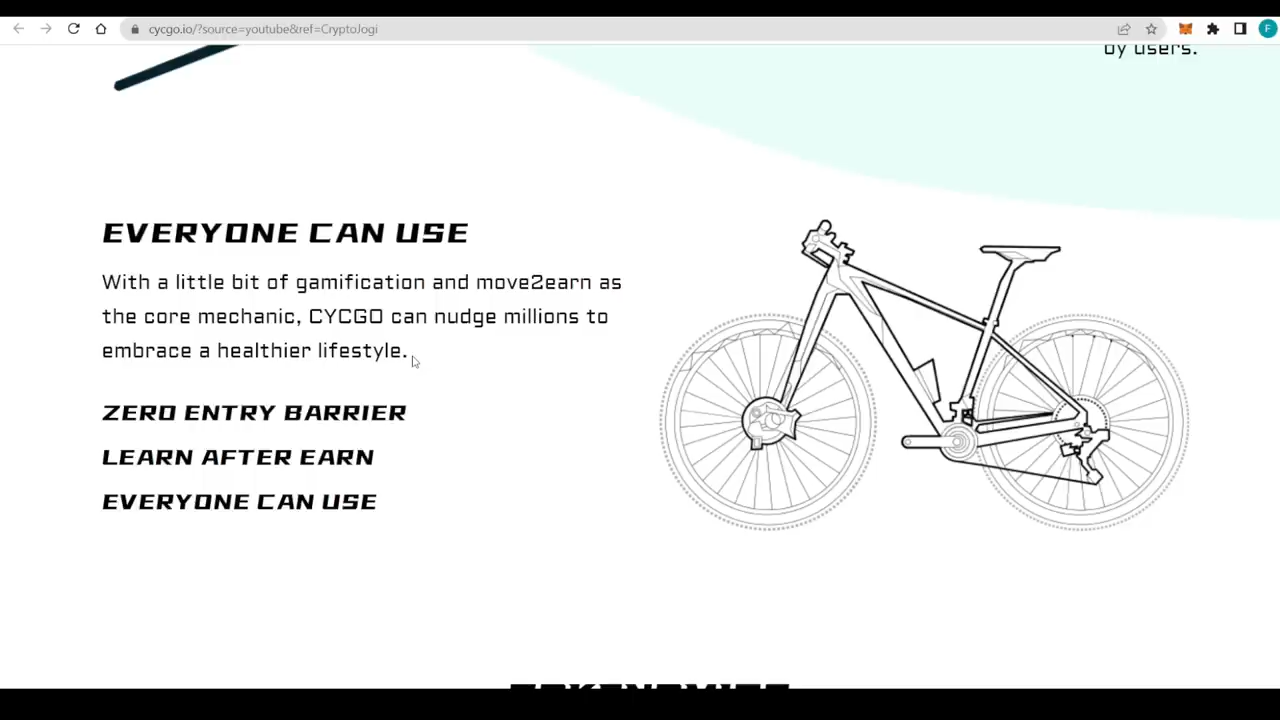 cycgo.io/?source=youtube&ref=CryptoJogi
F
by users.
EVERYONE CAN USE
With a little bit of gamification and move2earn as
the core mechanic, CYCGO can nudge millions to
embrace a healthier lifestyle.
ZERO ENTRY BARRIER
LEARN AFTER EARN
EVERYONE CAN USE